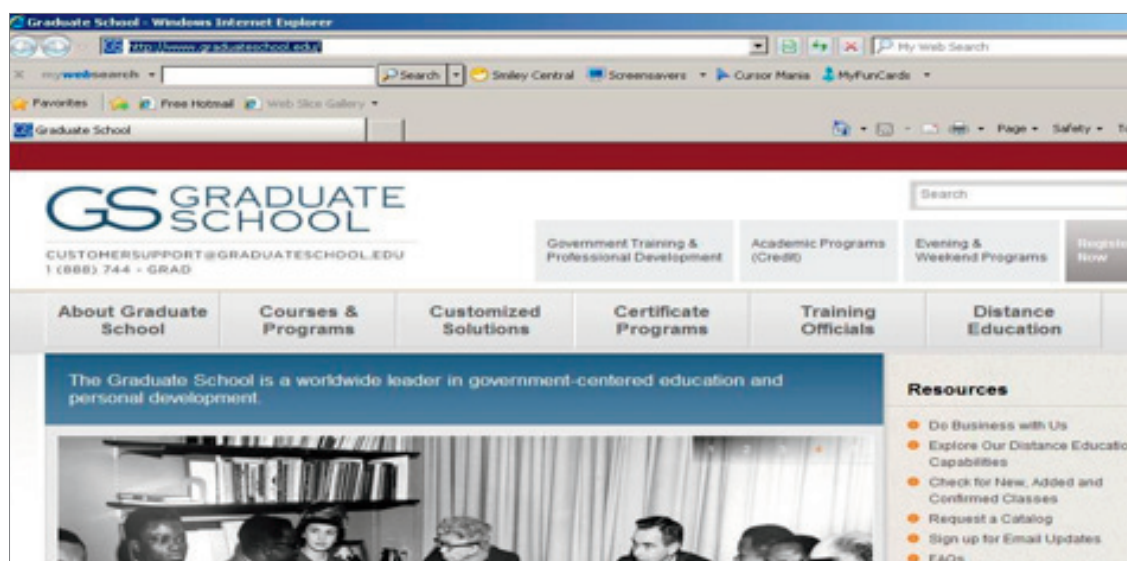 Graduate School - Windows Internet Explorer
GS http://www.graduateschool.edu/
My Web Search
mywebsearch
Search
Smiley Central
Screensavers
Cursor Mania
MyFunCards
Favorites
Free Hotmail
Web Slice Gallery
GS Graduate School
Page
Safety
GS GRADUATE SCHOOL
Search
CUSTOMERSUPPORT@GRADUATESCHOOL.EDU
1 (888) 744 - GRAD
Government Training &
Professional Development
Academic Programs
(Credit)
Evening &
Weekend Programs
Register
Now
About Graduate
School
Courses &
Programs
Customized
Solutions
Certificate
Programs
Training
Officials
Distance
Education
The Graduate School is a worldwide leader in government-centered education and
personal development.
Resources
Do Business with Us
Explore Our Distance Educatio
Capabilities
Check for New, Added and
Confirmed Classes
Request a Catalog
Sign up for Email Updates
FAQs